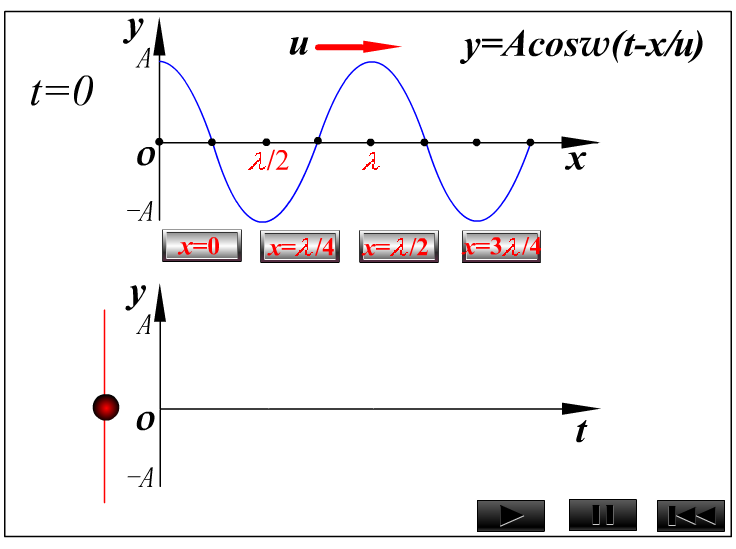 y
A
u
y=Acosw(t-x/u)
t=0
o
λ/2
λ
x
−A
x=0
x=λ/4
x=λ/2
x=3λ/4
y
A
o
t
−A